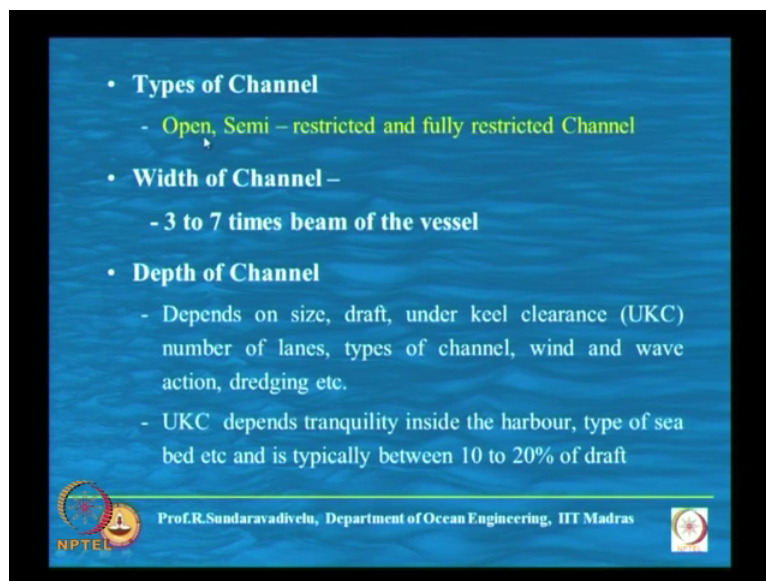 • Types of Channel
- Open, Semi – restricted and fully restricted Channel
• Width of Channel –
- 3 to 7 times beam of the vessel
• Depth of Channel
- Depends on size, draft, under keel clearance (UKC)
number of lanes, types of channel, wind and wave
action, dredging etc.
- UKC depends tranquility inside the harbour, type of sea
bed etc and is typically between 10 to 20% of draft
Prof.R.Sundaravadivelu, Department of Ocean Engineering, IIT Madras
NPTEL
NPTEL